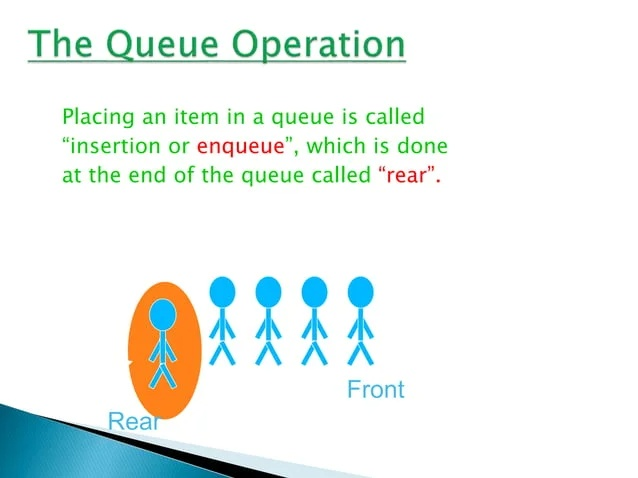 The Queue Operation
Placing an item in a queue is called
“insertion or enqueue”, which is done
at the end of the queue called “rear”.
Front
Rear